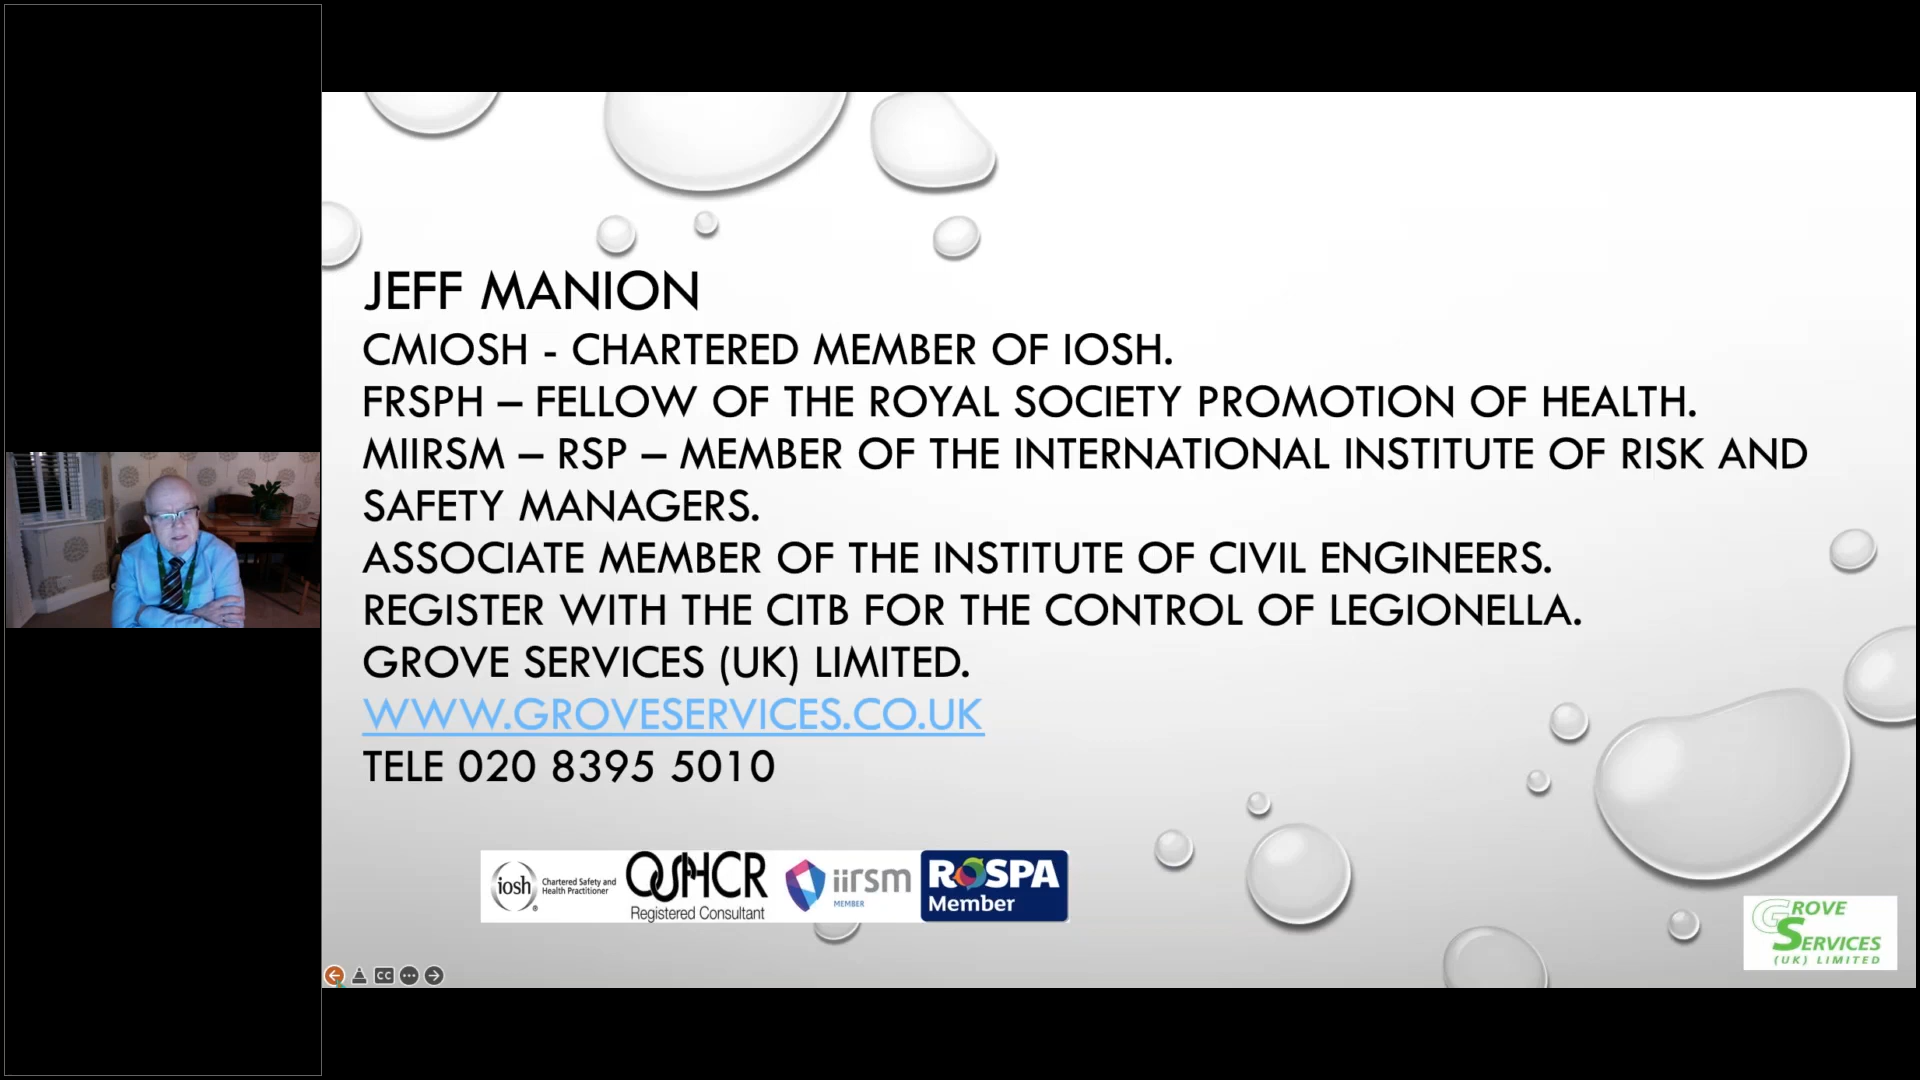 JEFF MANION
CMIOSH - CHARTERED MEMBER OF IOSH.
FRSPH – FELLOW OF THE ROYAL SOCIETY PROMOTION OF HEALTH.
MIIRSM – RSP – MEMBER OF THE INTERNATIONAL INSTITUTE OF RISK AND
SAFETY MANAGERS.
ASSOCIATE MEMBER OF THE INSTITUTE OF CIVIL ENGINEERS.
REGISTER WITH THE CITB FOR THE CONTROL OF LEGIONELLA.
GROVE SERVICES (UK) LIMITED.
WWW.GROVESERVICES.CO.UK
TELE 020 8395 5010
iosh
Chartered Safety and
Health Practitioner
OSHCR
Registered Consultant
iirsm
MEMBER
ROSPA
Member
GROVE
SERVICES
(UK) LIMITED
CC